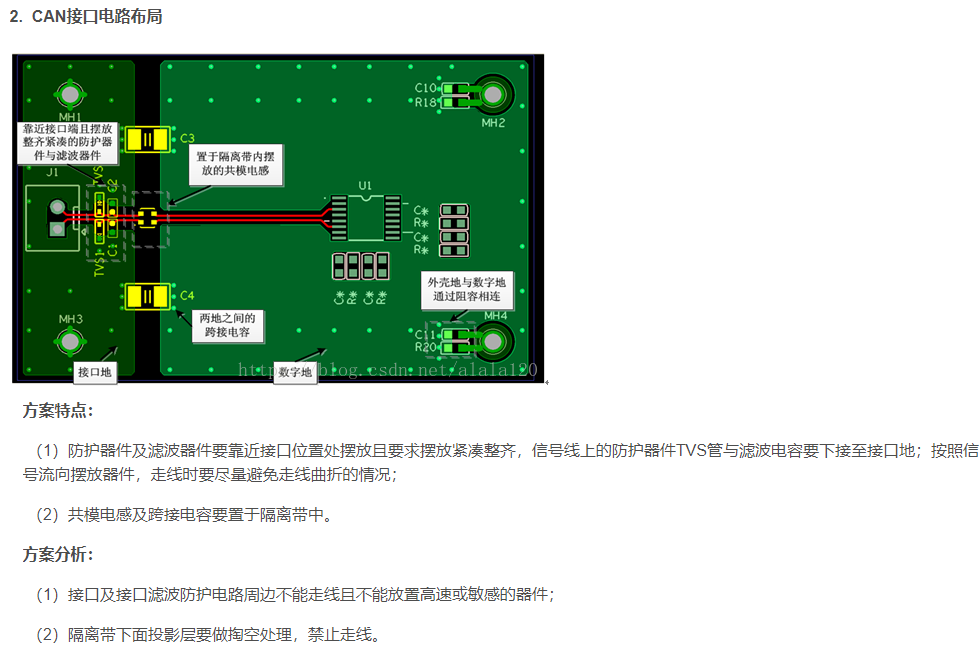 2. CAN接口电路布局
C10
R18
MH2
MH1
靠近接口端且摆放
整齐紧凑的防护器
件与滤波器件
C3
置于隔离带内摆
放的共模电感
J1
TVS
C2
U1
C*
R*
C*
R*
TVS1
C1
C*
R*
C*
R*
外壳地与数字地
通过阻容相连
C4
MH3
两地之间的
跨接电容
MH4
C11
R20
接口地
数字地
http://blog.csdn.net/alala120
方案特点:
（1）防护器件及滤波器件要靠近接口位置处摆放且要求摆放紧凑整齐，信号线上的防护器件TVS管与滤波电容要下接至接口地；按照信
号流向摆放器件，走线时要尽量避免走线曲折的情况；
（2）共模电感及跨接电容要置于隔离带中。
方案分析:
（1）接口及接口滤波防护电路周边不能走线且不能放置高速或敏感的器件；
（2）隔离带下面投影层要做掏空处理，禁止走线。